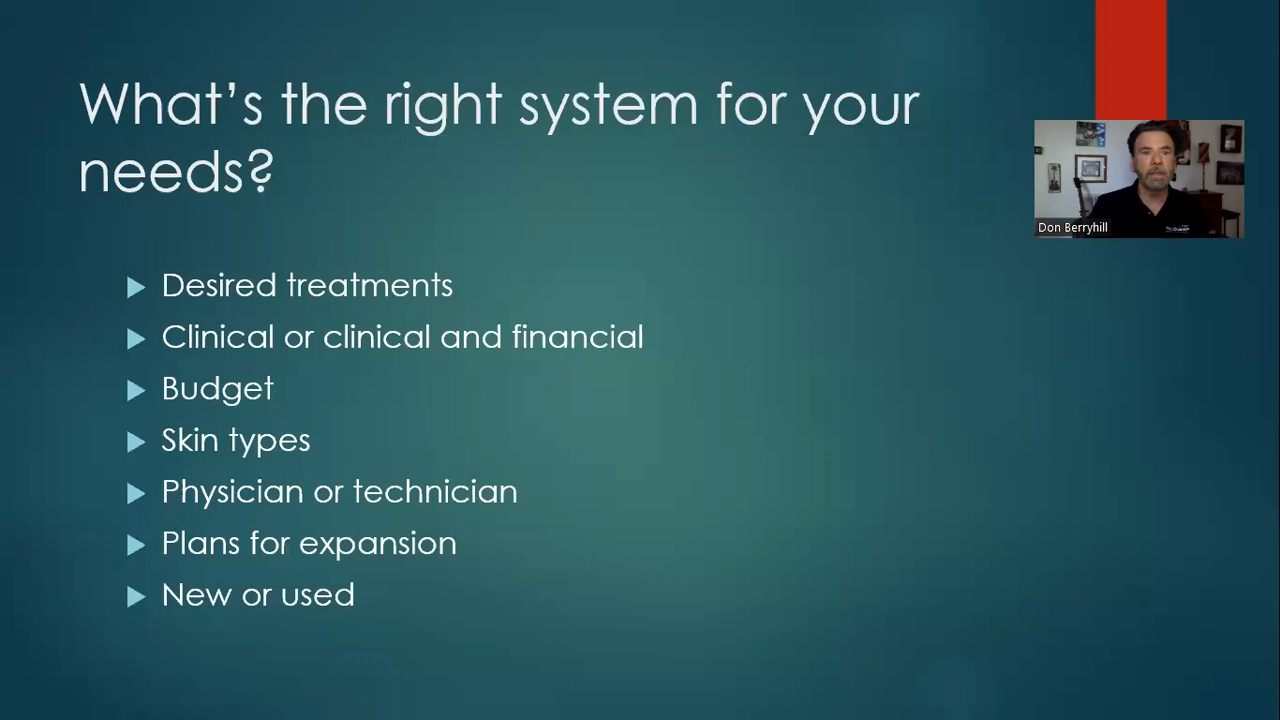 What’s the right system for your
needs?
Desired treatments
Clinical or clinical and financial
Budget
Skin types
Physician or technician
Plans for expansion
New or used
Don Berryhill